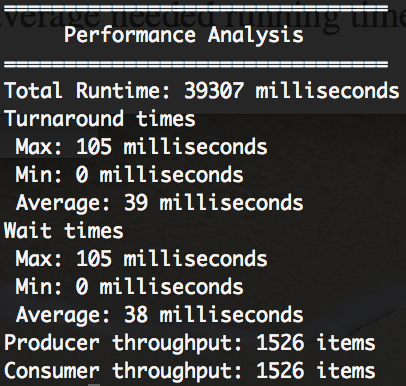 average needed running time
================================
Performance Analysis
================================
Total Runtime: 39307 milliseconds
Turnaround times
Max: 105 milliseconds
Min: 0 milliseconds
Average: 39 milliseconds
Wait times
Max: 105 milliseconds
Min: 0 milliseconds
Average: 38 milliseconds
Producer throughput: 1526 items
Consumer throughput: 1526 items